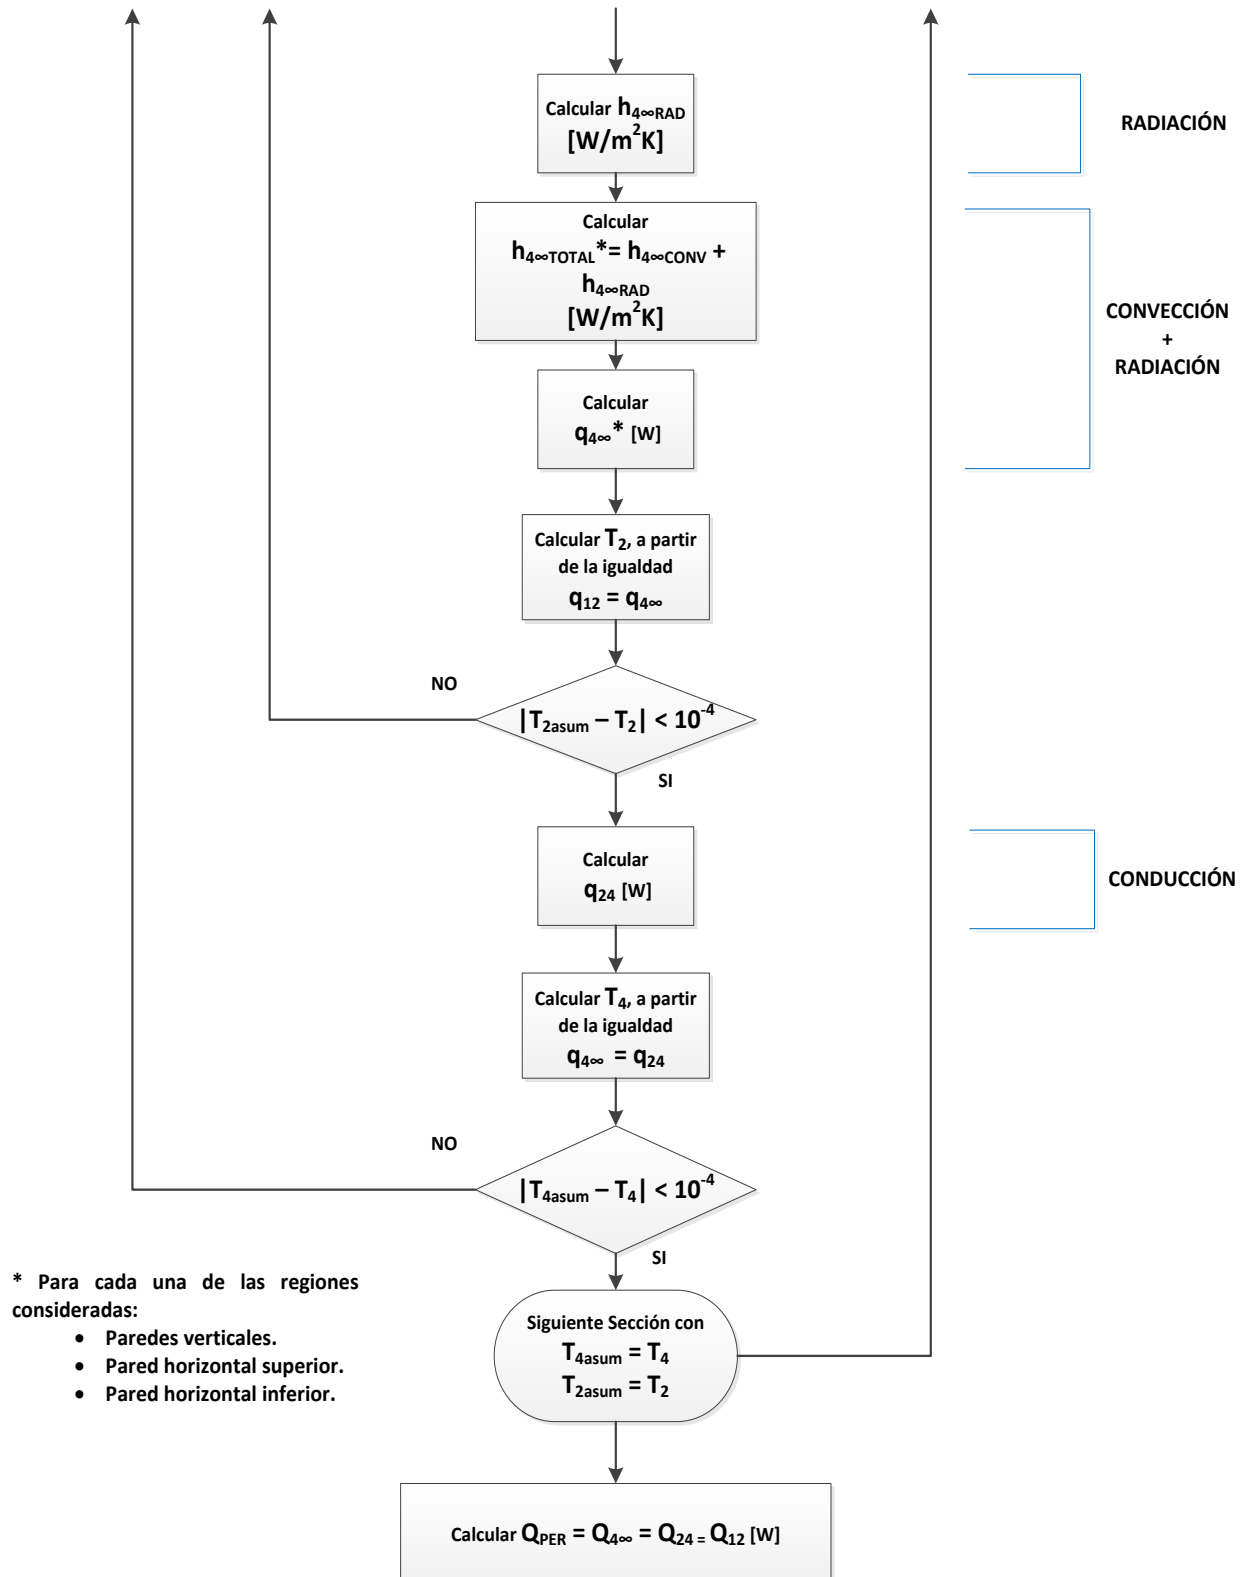 Calcular h4∞RAD
[W/m²K]
RADIACIÓN
Calcular
h4∞TOTAL*= h4∞CONV +
h4∞RAD
[W/m²K]
CONVECCIÓN
+
RADIACIÓN
Calcular
q4∞* [W]
Calcular T2, a partir
de la igualdad
q12 = q4∞
NO
|T2asum – T2| < 10⁻⁴
SI
Calcular
q24 [W]
CONDUCCIÓN
Calcular T4, a partir
de la igualdad
q4∞ = q24
NO
|T4asum – T4| < 10⁻⁴
SI
* Para cada una de las regiones
consideradas:
• Paredes verticales.
• Pared horizontal superior.
• Pared horizontal inferior.
Siguiente Sección con
T4asum = T4
T2asum = T2
Calcular QPER = Q4∞ = Q24 = Q12 [W]